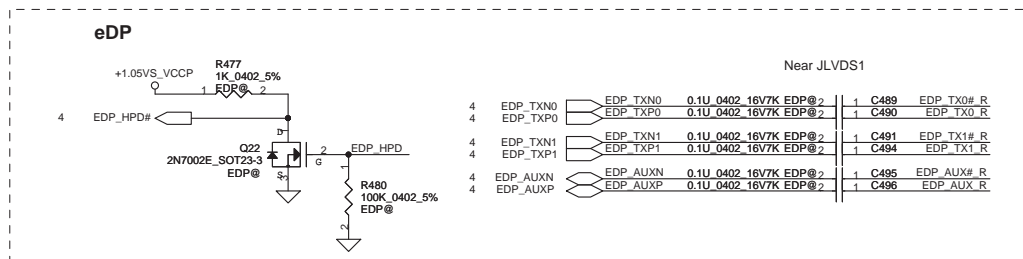 eDP
+1.05VS_VCCP
R477
1K_0402_5%
EDP@
1
2
4 EDP_HPD#
D
Q22
2N7002E_SOT23-3
EDP@
2
G
EDP_HPD
S
3
1
R480
100K_0402_5%
EDP@
2
Near JLVDS1
4 EDP_TXN0 EDP_TXN0 0.1U_0402_16V7K EDP@ 2 1 C489 EDP_TX0#_R
4 EDP_TXP0 EDP_TXP0 0.1U_0402_16V7K EDP@ 2 1 C490 EDP_TX0_R
4 EDP_TXN1 EDP_TXN1 0.1U_0402_16V7K EDP@ 2 1 C491 EDP_TX1#_R
4 EDP_TXP1 EDP_TXP1 0.1U_0402_16V7K EDP@ 2 1 C494 EDP_TX1_R
4 EDP_AUXN EDP_AUXN 0.1U_0402_16V7K EDP@ 2 1 C495 EDP_AUX#_R
4 EDP_AUXP EDP_AUXP 0.1U_0402_16V7K EDP@ 2 1 C496 EDP_AUX_R